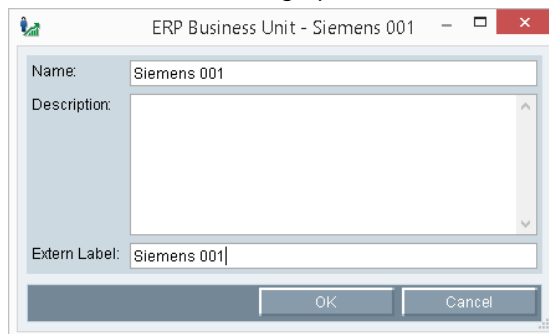 ERP Business Unit - Siemens 001
Name:
Siemens 001
Description:
Extern Label:
Siemens 001
OK
Cancel